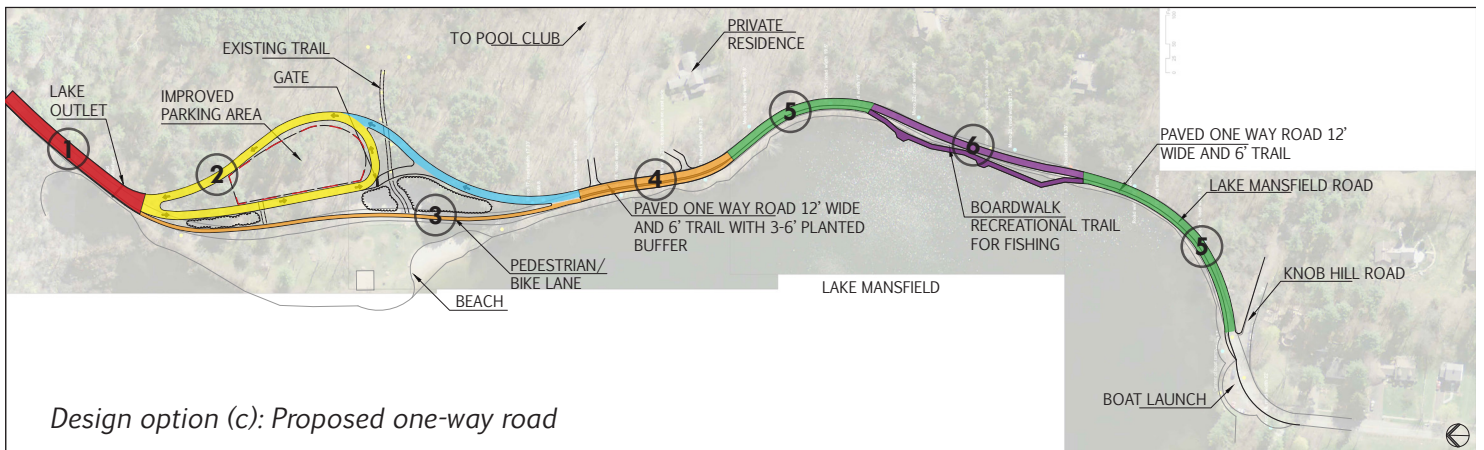 TO POOL CLUB
PRIVATE
RESIDENCE
EXISTING TRAIL
GATE
LAKE
OUTLET
IMPROVED
PARKING AREA
1
2
3
4
5
6
5
PAVED ONE WAY ROAD 12'
WIDE AND 6' TRAIL
LAKE MANSFIELD ROAD
PAVED ONE WAY ROAD 12' WIDE
AND 6' TRAIL WITH 3-6' PLANTED
BUFFER
BOARDWALK
RECREATIONAL TRAIL
FOR FISHING
PEDESTRIAN/
BIKE LANE
BEACH
LAKE MANSFIELD
KNOB HILL ROAD
BOAT LAUNCH
Design option (c): Proposed one-way road